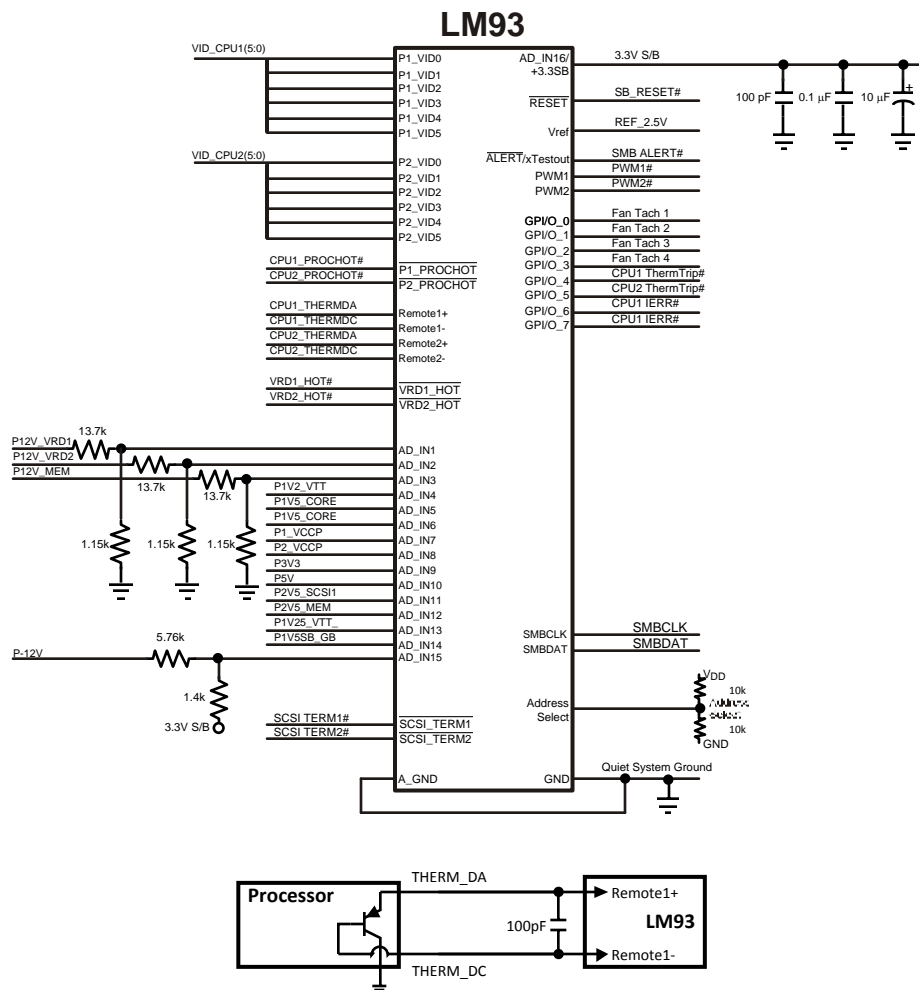 LM93
VID_CPU1(5:0)
P1_VID0
P1_VID1
P1_VID2
P1_VID3
P1_VID4
P1_VID5
VID_CPU2(5:0)
P2_VID0
P2_VID1
P2_VID2
P2_VID3
P2_VID4
P2_VID5
CPU1_PROCHOT#
P1_PROCHOT
CPU2_PROCHOT#
P2_PROCHOT
CPU1_THERMDA
Remote1+
CPU1_THERMDC
Remote1-
CPU2_THERMDA
Remote2+
CPU2_THERMDC
Remote2-
VRD1_HOT#
VRD1_HOT
VRD2_HOT#
VRD2_HOT
P12V_VRD1
13.7k
AD_IN1
P12V_VRD2
13.7k
AD_IN2
P12V_MEM
13.7k
AD_IN3
P1V2_VTT
AD_IN4
P1V5_CORE
AD_IN5
P1V5_CORE
AD_IN6
P1_VCCP
AD_IN7
P2_VCCP
AD_IN8
P3V3
AD_IN9
P5V
AD_IN10
P2V5_SCSI1
AD_IN11
P2V5_MEM
AD_IN12
P1V25_VTT_
AD_IN13
P1V5SB_GB
AD_IN14
1.15k
1.15k
1.15k
P-12V
5.76k
AD_IN15
1.4k
3.3V S/B
SCSI TERM1#
SCSI_TERM1
SCSI TERM2#
SCSI_TERM2
A_GND
AD_IN16/
+3.3SB
3.3V S/B
100 pF
0.1 μF
10 μF
+
RESET
SB_RESET#
Vref
REF_2.5V
ALERT/xTestout
SMB ALERT#
PWM1
PWM1#
PWM2
PWM2#
GPI/O_0
Fan Tach 1
GPI/O_1
Fan Tach 2
GPI/O_2
Fan Tach 3
GPI/O_3
Fan Tach 4
GPI/O_4
CPU1 ThermTrip#
GPI/O_5
CPU2 ThermTrip#
GPI/O_6
CPU1 IERR#
GPI/O_7
CPU1 IERR#
SMBCLK
SMBCLK
SMBDAT
SMBDAT
Address
Select
VDD
10k
Address
Select
10k
GND
GND
Quiet System Ground
Processor
THERM_DA
100pF
Remote1+
LM93
Remote1-
THERM_DC